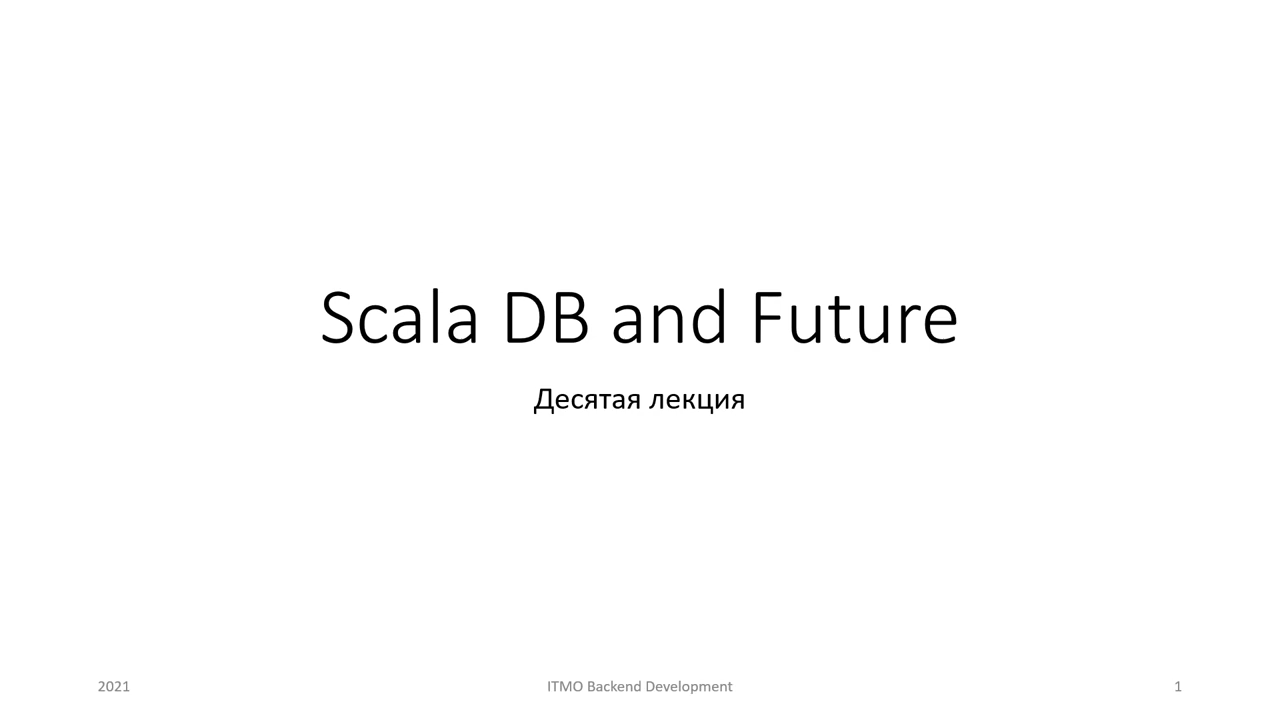 Scala DB and Future
Десятая лекция
2021
ITMO Backend Development
1